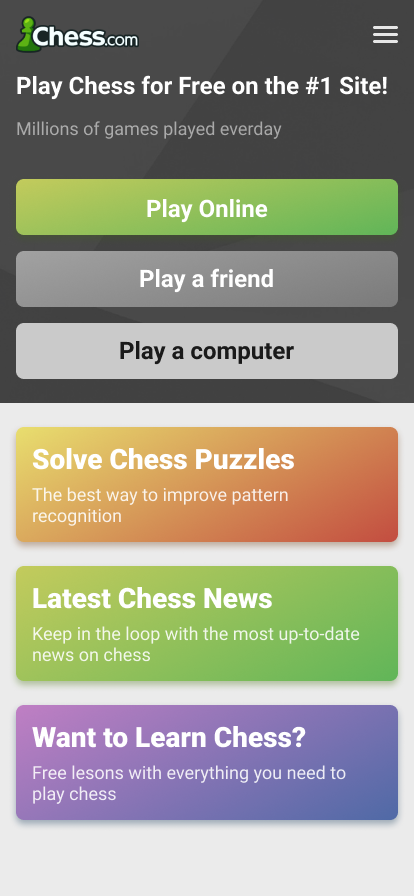 Chess.com
Play Chess for Free on the #1 Site!
Millions of games played everday
Play Online
Play a friend
Play a computer
Solve Chess Puzzles
The best way to improve pattern
recognition
Latest Chess News
Keep in the loop with the most up-to-date
news on chess
Want to Learn Chess?
Free lesons with everything you need to
play chess